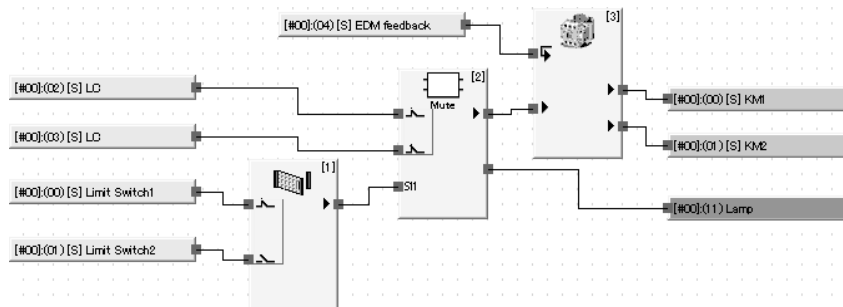 [3]
[#00]:(04) [S] EDM feedback
[2]
[#00]:(02) [S] LC
[#00]:(00) [S] KM1
Mute
[#00]:(03) [S] LC
[#00]:(01) [S] KM2
[1]
[#00]:(00) [S] Limit Switch1
SI1
[#00]:(11) Lamp
[#00]:(01) [S] Limit Switch2